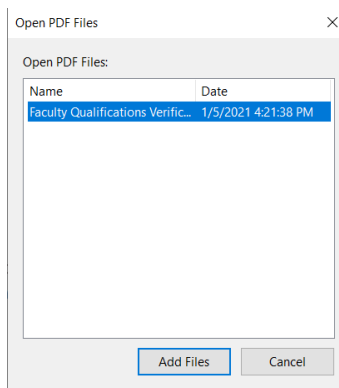 Open PDF Files
Open PDF Files:
Name Date
Faculty Qualifications Verific... 1/5/2021 4:21:38 PM
Add Files Cancel